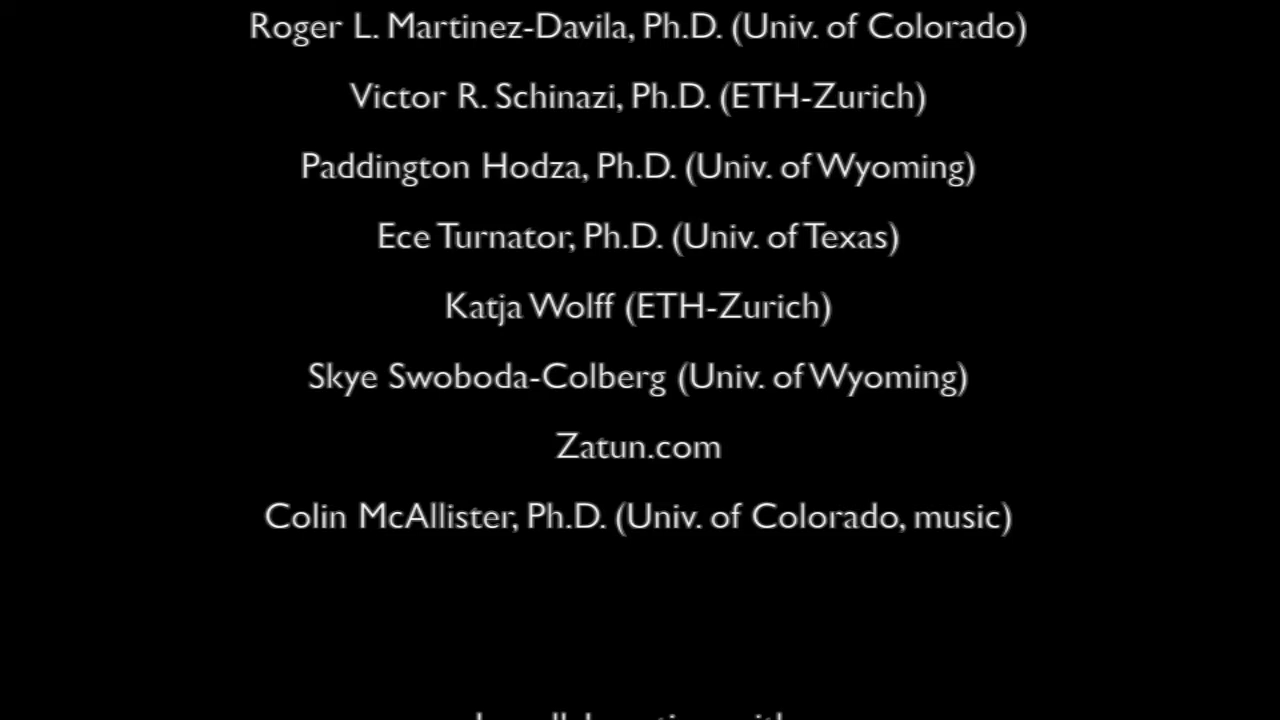 Roger L. Martinez-Davila, Ph.D. (Univ. of Colorado)
Victor R. Schinazi, Ph.D. (ETH-Zurich)
Paddington Hodza, Ph.D. (Univ. of Wyoming)
Ece Turnator, Ph.D. (Univ. of Texas)
Katja Wolff (ETH-Zurich)
Skye Swoboda-Colberg (Univ. of Wyoming)
Zatun.com
Colin McAllister, Ph.D. (Univ. of Colorado, music)